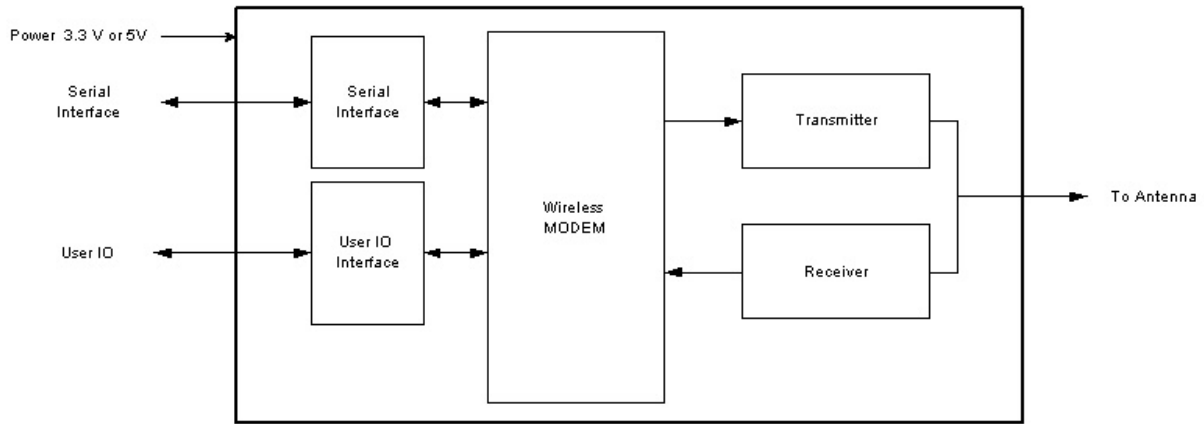 Power 3.3 V or 5V
Serial
Interface
User IO
Serial
Interface
User IO
Interface
Wireless
MODEM
Transmitter
Receiver
To Antenna